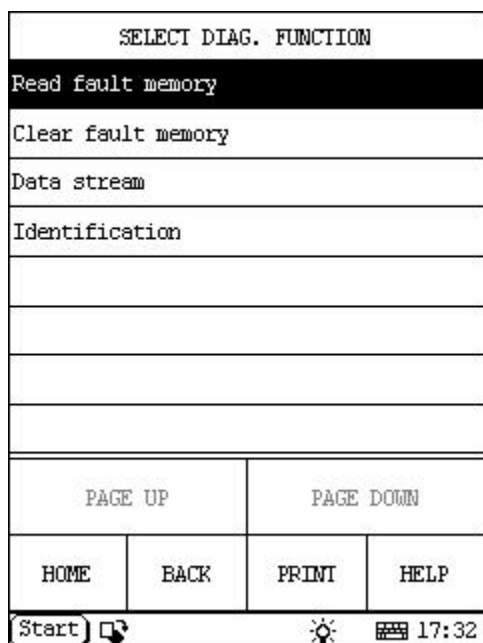 SELECT DIAG. FUNCTION
Read fault memory
Clear fault memory
Data stream
Identification
PAGE UP PAGE DOWN
HOME BACK PRINT HELP
Start 17:32